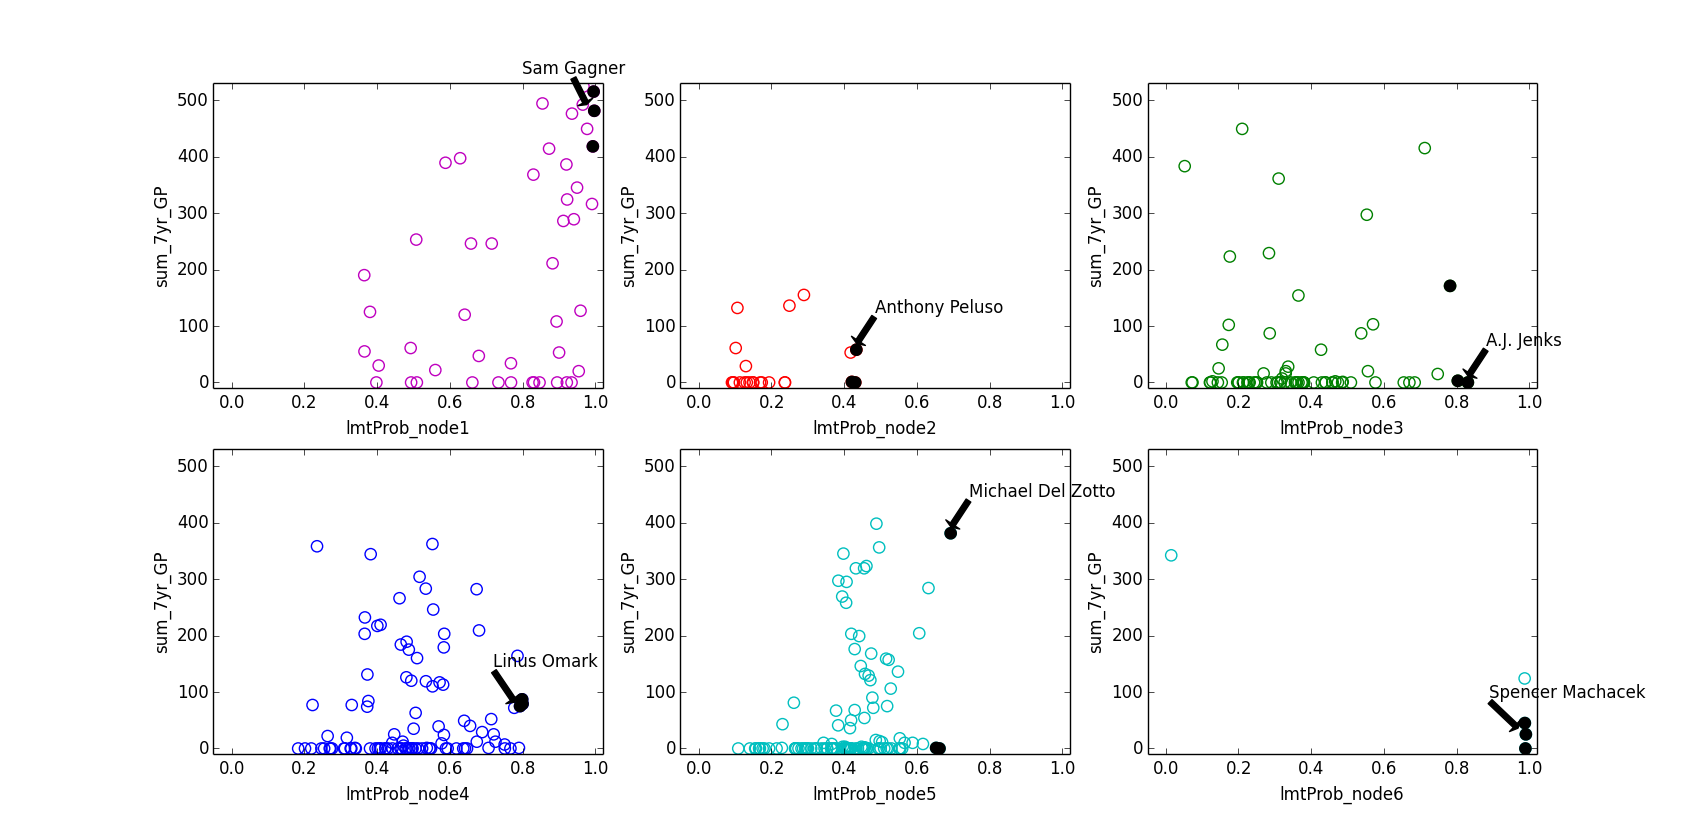 Sam Gagner
500
400
300
200
100
0
sum_7yr_GP
0.0 0.2 0.4 0.6 0.8 1.0
lmtProb_node1
500
400
300
200
100
0
sum_7yr_GP
Anthony Peluso
0.0 0.2 0.4 0.6 0.8 1.0
lmtProb_node2
500
400
300
200
100
0
sum_7yr_GP
A.J. Jenks
0.0 0.2 0.4 0.6 0.8 1.0
lmtProb_node3
500
400
300
200
100
0
sum_7yr_GP
Linus Omark
0.0 0.2 0.4 0.6 0.8 1.0
lmtProb_node4
500
400
300
200
100
0
sum_7yr_GP
Michael Del Zotto
0.0 0.2 0.4 0.6 0.8 1.0
lmtProb_node5
500
400
300
200
100
0
sum_7yr_GP
Spencer Machacek
0.0 0.2 0.4 0.6 0.8 1.0
lmtProb_node6